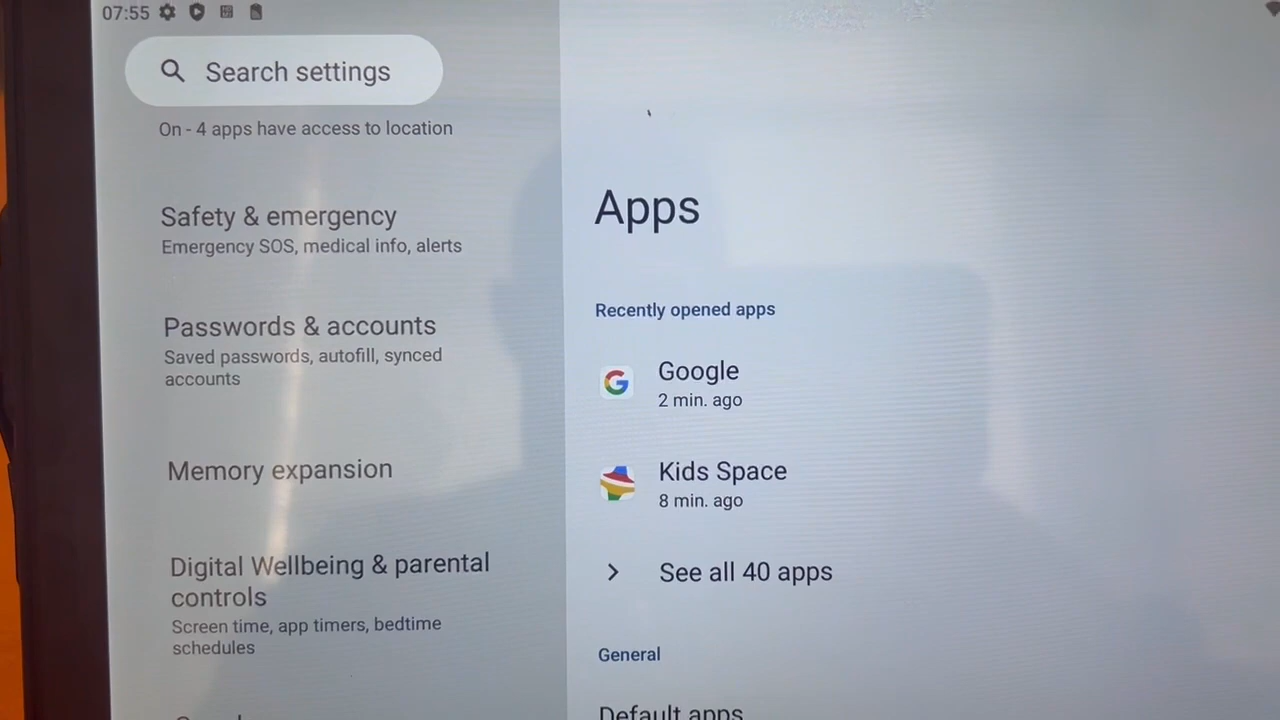 07:55
Search settings
On - 4 apps have access to location
Safety & emergency
Emergency SOS, medical info, alerts
Passwords & accounts
Saved passwords, autofill, synced
accounts
Memory expansion
Digital Wellbeing & parental
controls
Screen time, app timers, bedtime
schedules
Apps
Recently opened apps
Google
2 min. ago
Kids Space
8 min. ago
See all 40 apps
General
Default apps